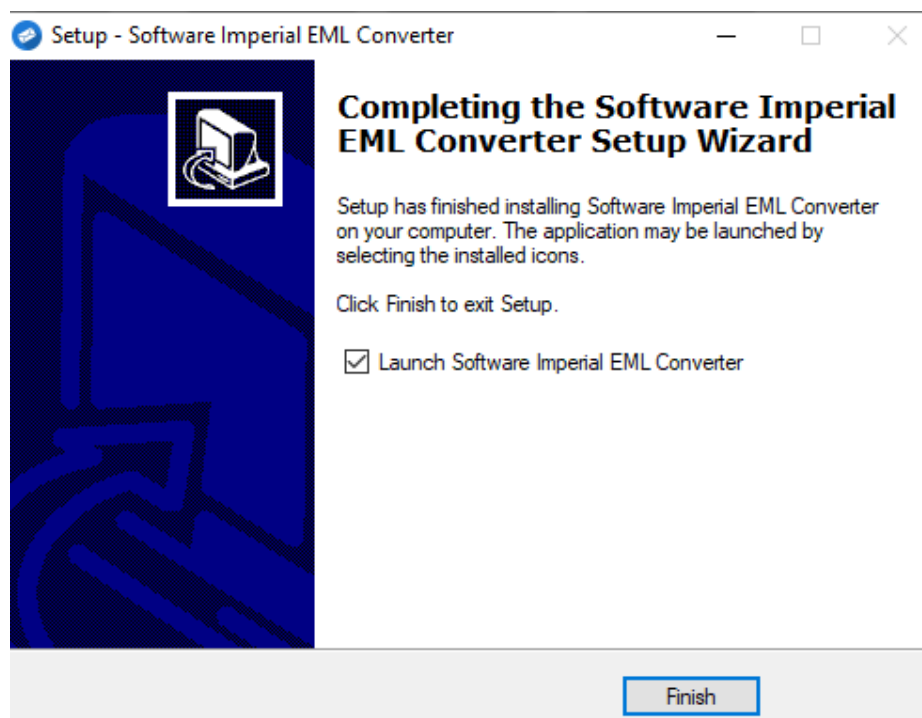 Setup - Software Imperial EML Converter
Completing the Software Imperial
EML Converter Setup Wizard
Setup has finished installing Software Imperial EML Converter
on your computer. The application may be launched by
selecting the installed icons.
Click Finish to exit Setup.
Launch Software Imperial EML Converter
Finish